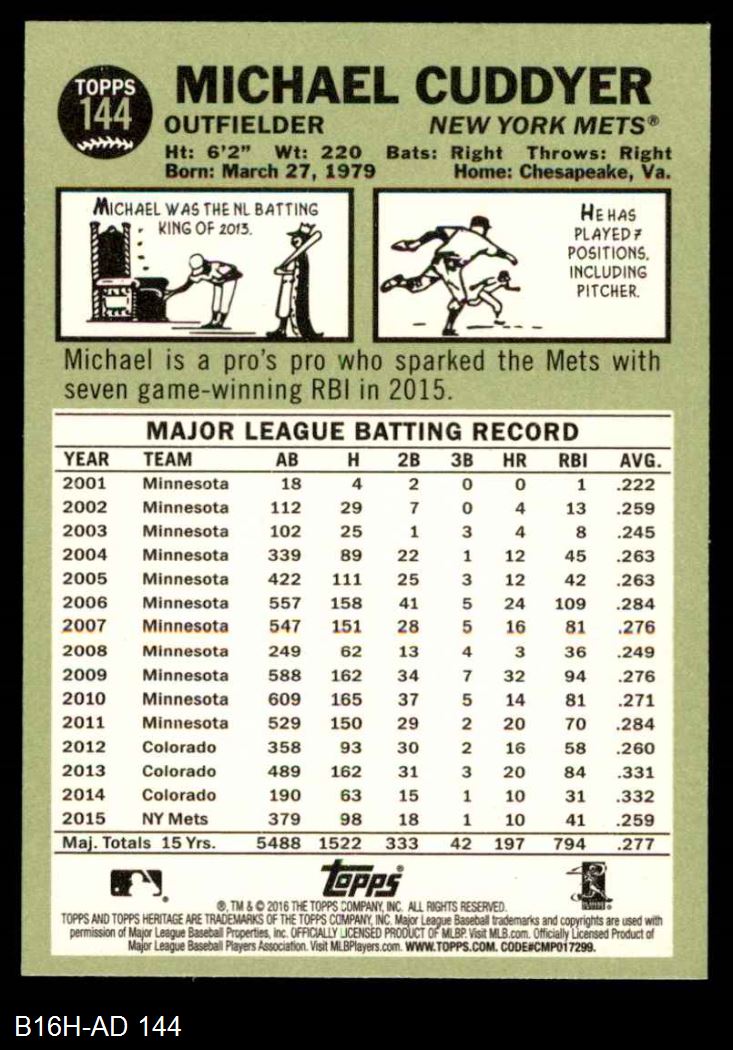 TOPPS
144
MICHAEL CUDDYER
OUTFIELDER NEW YORK METS®
Ht: 6'2" Wt: 220 Bats: Right Throws: Right
Born: March 27, 1979 Home: Chesapeake, Va.
MICHAEL WAS THE NL BATTING
KING OF 2013.
HE HAS
PLAYED 7
POSITIONS,
INCLUDING
PITCHER.
Michael is a pro's pro who sparked the Mets with
seven game-winning RBI in 2015.
MAJOR LEAGUE BATTING RECORD
YEAR TEAM AB H 2B 3B HR RBI AVG.
2001 Minnesota 18 4 2 0 0 1 .222
2002 Minnesota 112 29 7 0 4 13 .259
2003 Minnesota 102 25 1 3 4 8 .245
2004 Minnesota 339 89 22 1 12 45 .263
2005 Minnesota 422 111 25 3 12 42 .263
2006 Minnesota 557 158 41 5 24 109 .284
2007 Minnesota 547 151 28 5 16 81 .276
2008 Minnesota 249 62 13 4 3 36 .249
2009 Minnesota 588 162 34 7 32 94 .276
2010 Minnesota 609 165 37 5 14 81 .271
2011 Minnesota 529 150 29 2 20 70 .284
2012 Colorado 358 93 30 2 16 58 .260
2013 Colorado 489 162 31 3 20 84 .331
2014 Colorado 190 63 15 1 10 31 .332
2015 NY Mets 379 98 18 1 10 41 .259
Maj. Totals 15 Yrs. 5488 1522 333 42 197 794 .277
topps®
®, TM & © 2016 THE TOPPS COMPANY, INC. ALL RIGHTS RESERVED.
TOPPS AND TOPPS HERITAGE ARE TRADEMARKS OF THE TOPPS COMPANY, INC. Major League Baseball trademarks and copyrights are used with
permission of Major League Baseball Properties, Inc. OFFICIALLY LICENSED PRODUCT OF MLBP. Visit MLB.com. Officially Licensed Product of
Major League Baseball Players Association. Visit MLBPlayers.com. WWW.TOPPS.COM. CODE#CMP017299.
B16H-AD 144